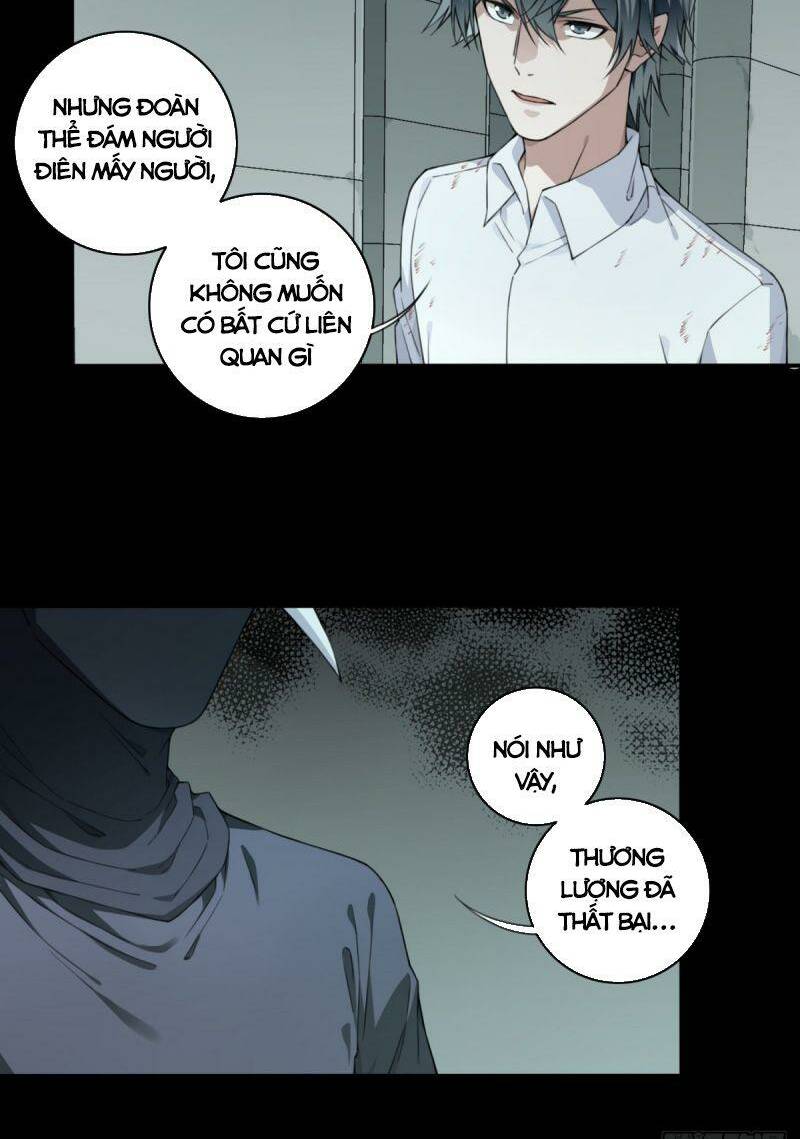 NHƯNG ĐOÀN
THỂ ĐÁM NGƯỜI
ĐIÊN MẤY NGƯỜI,
TÔI CŨNG
KHÔNG MUỐN
CÓ BẤT CỨ LIÊN
QUAN GÌ
NÓI NHƯ
VẬY,
THƯƠNG
LƯỢNG ĐÃ
THẤT BẠI...